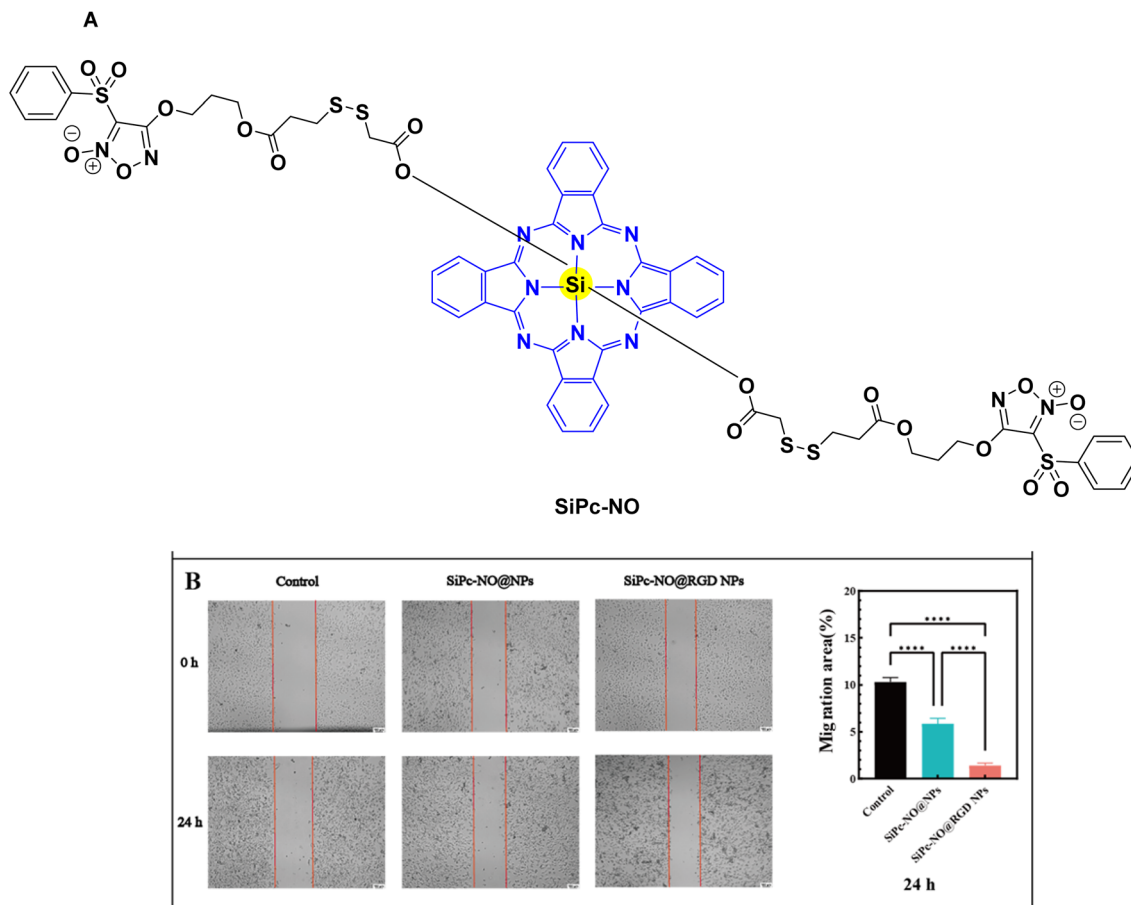 A
SiPc-NO
B
Control
SiPc-NO@NPs
SiPc-NO@RGD NPs
0 h
24 h
Migration area(%)
20
15
10
5
0
****
****
****
Control
SiPc-NO@NPs
SiPc-NO@RGD NPs
24 h
O
O
S
O
O
N
O
N
O
O
S
S
O
O
N
N
N
N
Si
N
N
N
N
O
O
S
S
O
O
O
N
O
N
O
S
O
O